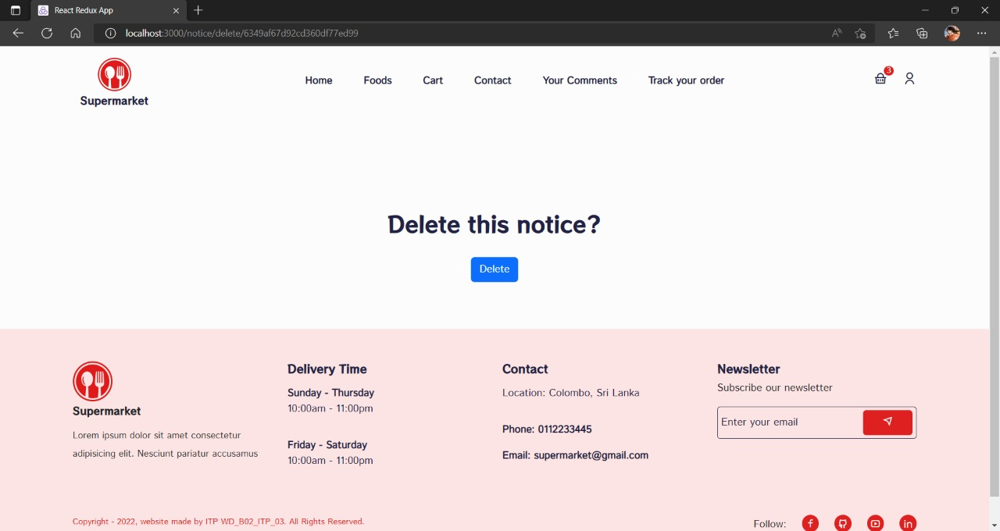 React Redux App
localhost:3000/notice/delete/6349af67d92cd360df77ed99
Supermarket
Home
Foods
Cart
Contact
Your Comments
Track your order
3
Delete this notice?
Delete
Supermarket
Lorem ipsum dolor sit amet consectetur
adipisicing elit. Nesciunt pariatur accusamus
Delivery Time
Sunday - Thursday
10:00am - 11:00pm
Friday - Saturday
10:00am - 11:00pm
Contact
Location: Colombo, Sri Lanka
Phone: 0112233445
Email: supermarket@gmail.com
Newsletter
Subscribe our newsletter
Enter your email
Copyright - 2022, website made by ITP WD_B02_ITP_03. All Rights Reserved.
Follow: